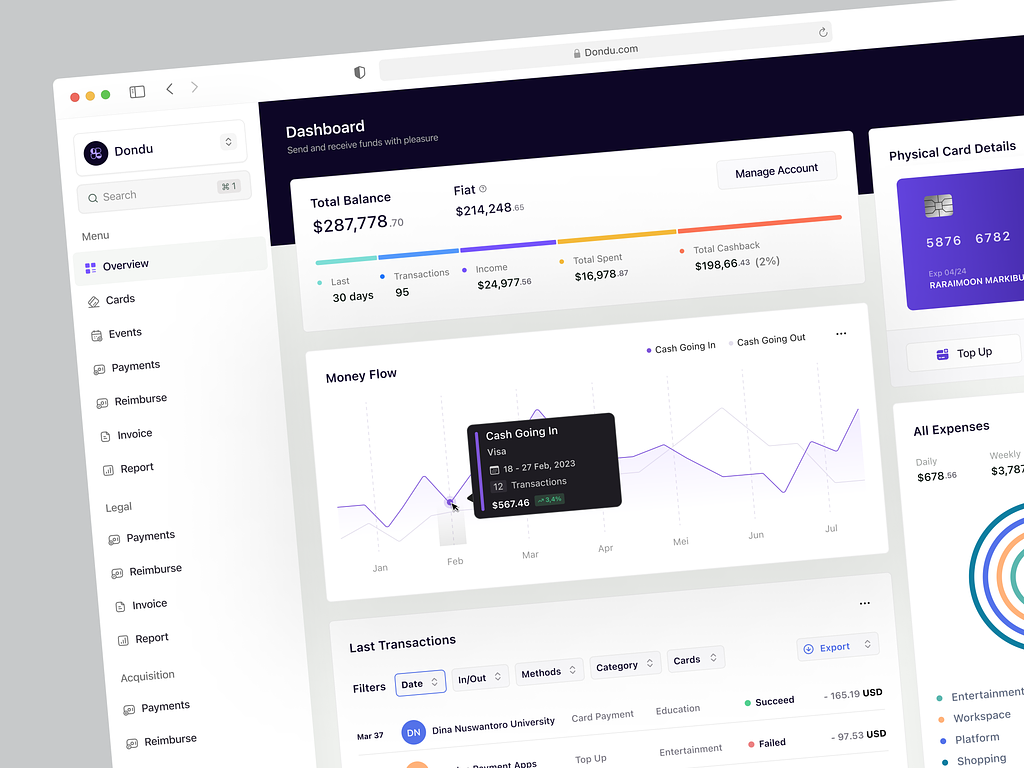 Dondu.com
Dondu
Search
⌘ 1
Menu
Overview
Cards
Events
Payments
Reimburse
Invoice
Report
Legal
Payments
Reimburse
Invoice
Report
Acquisition
Payments
Reimburse
Dashboard
Send and receive funds with pleasure
Total Balance
$287,778.70
Fiat
$214,248.65
Manage Account
Last
30 days
Transactions
95
Income
$24,977.56
Total Spent
$16,978.87
Total Cashback
$198,66.43 (2%)
Money Flow
Cash Going In
Cash Going Out
Cash Going In
Visa
18 - 27 Feb, 2023
12 Transactions
$567.46 3,4%
Jan
Feb
Mar
Apr
Mei
Jun
Jul
Last Transactions
Filters
Date
In/Out
Methods
Category
Cards
Export
Mar 37
DN
Dina Nuswantoro University
Card Payment
Education
Succeed
- 165.19 USD
Payment Apps
Top Up
Entertainment
Failed
- 97.53 USD
Physical Card Details
5876 6782
Exp 04/24
RARAIMOON MARKIBU
Top Up
All Expenses
Daily
$678.56
Weekly
$3,787
Entertainment
Workspace
Platform
Shopping